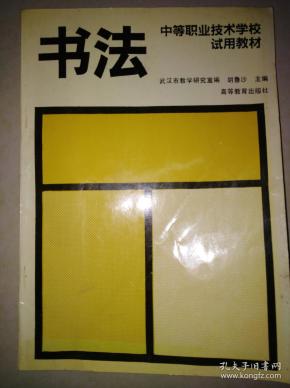 书法
中等职业技术学校
试用教材
武汉市教学研究室编 胡鲁沙 主编
高等教育出版社
孔夫子旧书网